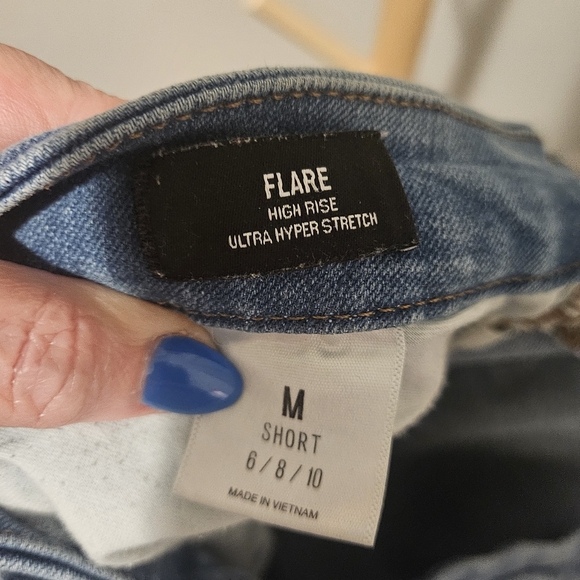 FLARE
HIGH RISE
ULTRA HYPER STRETCH
M
SHORT
6/8/10
MADE IN VIETNAM